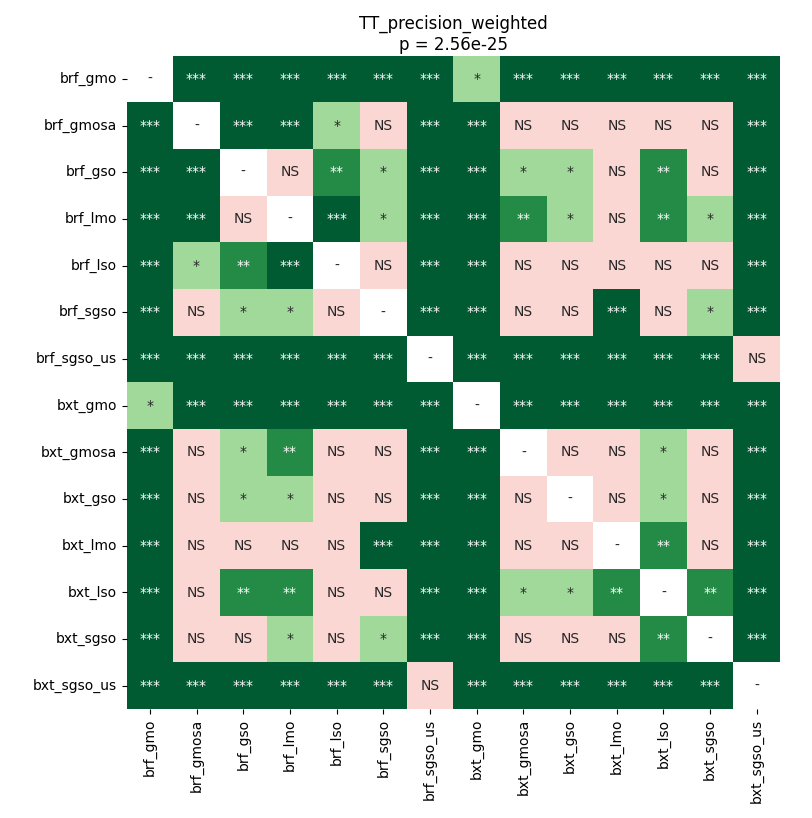 TT_precision_weighted
p = 2.56e-25
brf_gmo - *** *** *** *** *** *** * *** *** *** *** *** ***
brf_gmosa *** - *** *** * NS *** *** NS NS NS NS NS ***
brf_gso *** *** - NS ** * *** *** * * NS ** NS ***
brf_lmo *** *** NS - *** * *** *** ** * NS ** * ***
brf_lso *** * ** *** - NS *** *** NS NS NS NS NS ***
brf_sgso *** NS * * NS - *** *** NS NS *** NS * ***
brf_sgso_us *** *** *** *** *** *** - *** *** *** *** *** *** NS
bxt_gmo * *** *** *** *** *** *** - *** *** *** *** *** ***
bxt_gmosa *** NS * ** NS NS *** *** - NS NS * NS ***
bxt_gso *** NS * * NS NS *** *** NS - NS * NS ***
bxt_lmo *** NS NS NS NS *** *** *** NS NS - ** NS ***
bxt_lso *** NS ** ** NS NS *** *** * * ** - ** ***
bxt_sgso *** NS NS * NS * *** *** NS NS NS ** - ***
bxt_sgso_us *** *** *** *** *** *** NS *** *** *** *** *** *** -
brf_gmo brf_gmosa brf_gso brf_lmo brf_lso brf_sgso brf_sgso_us bxt_gmo bxt_gmosa bxt_gso bxt_lmo bxt_lso bxt_sgso bxt_sgso_us